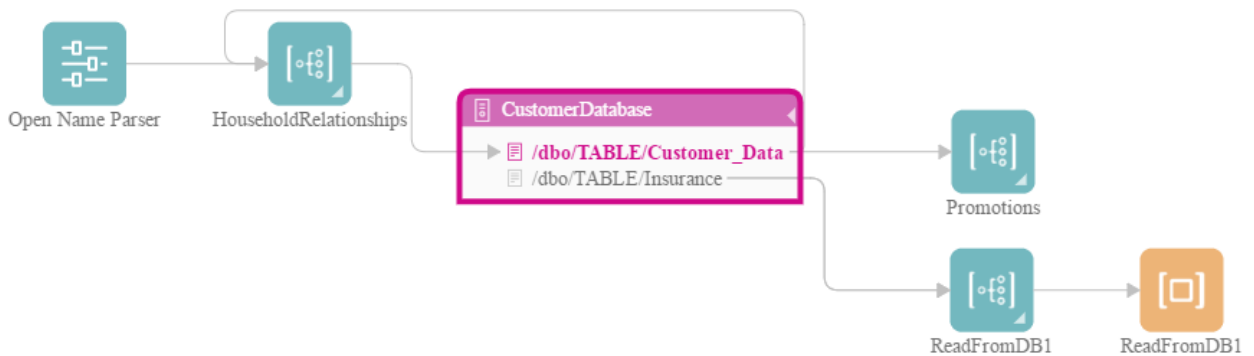 Open Name Parser
HouseholdRelationships
CustomerDatabase
/dbo/TABLE/Customer_Data
/dbo/TABLE/Insurance
Promotions
ReadFromDB1
ReadFromDB1